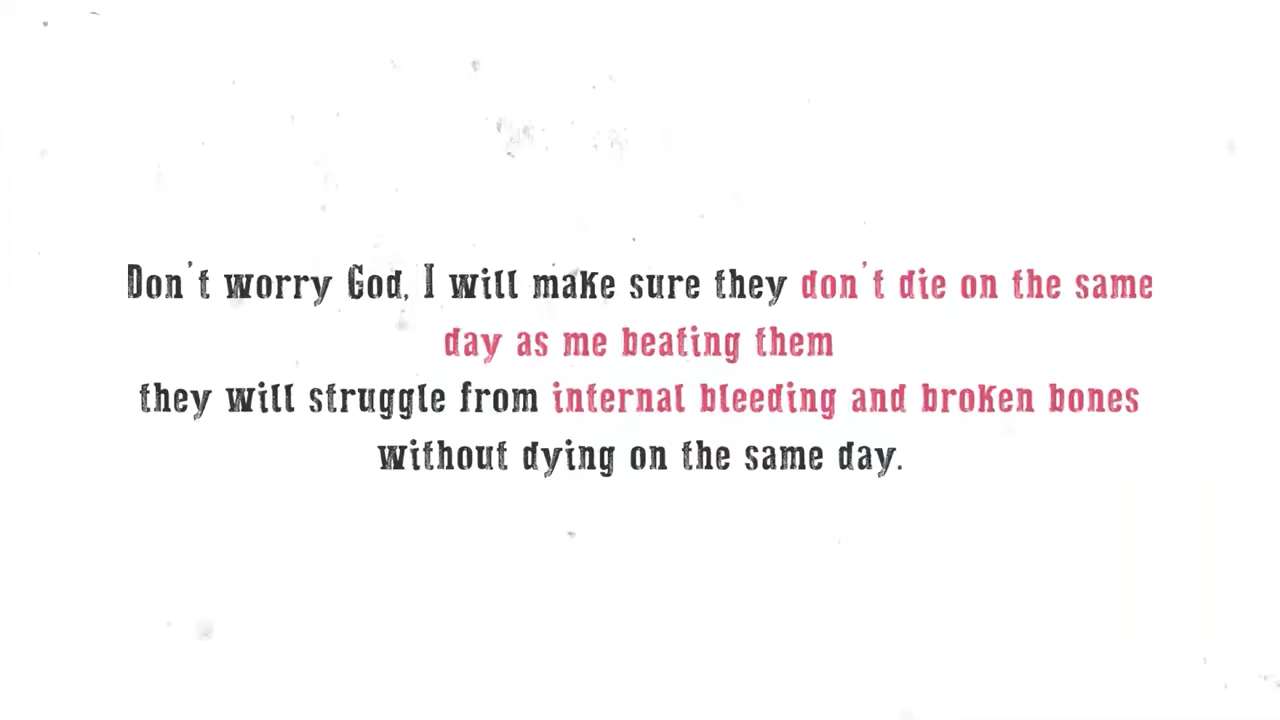 Don't worry God, I will make sure they don't die on the same
day as me beating them
they will struggle from internal bleeding and broken bones
without dying on the same day.